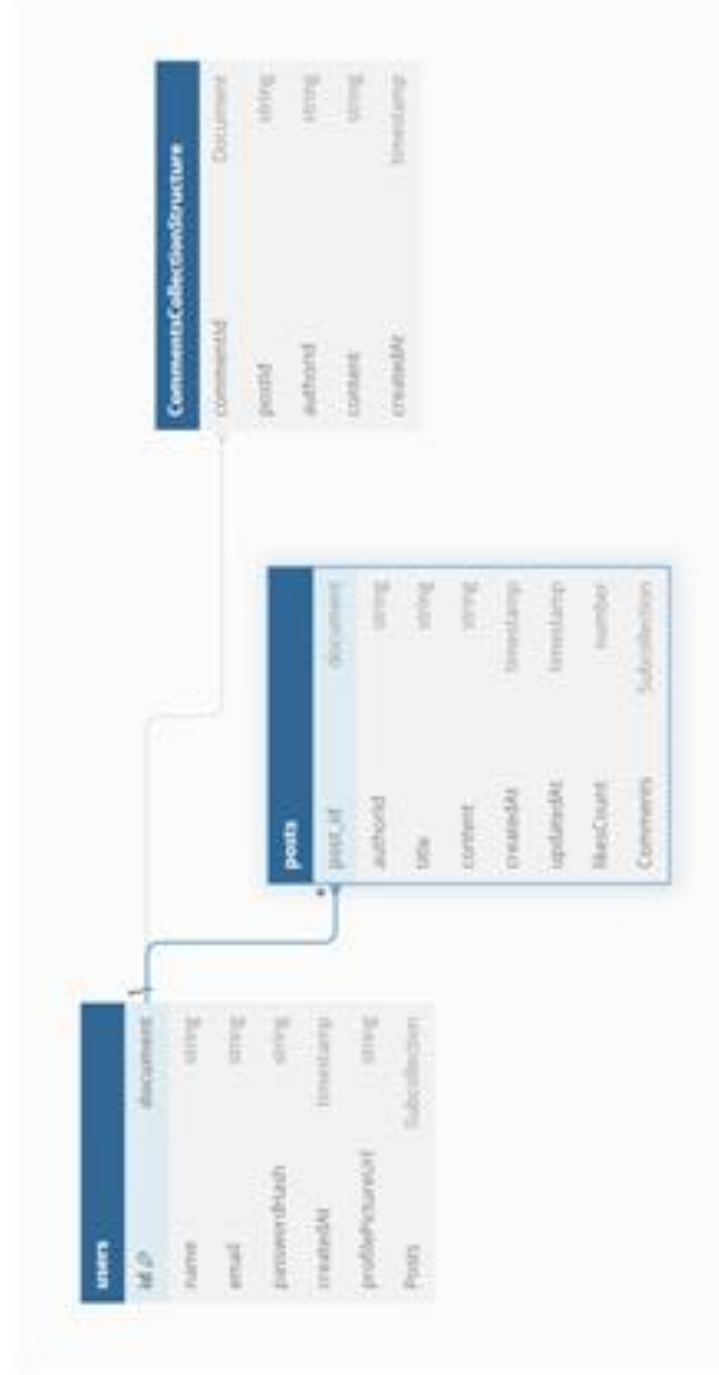 users
id document
name string
email string
passwordHash string
createdAt timestamp
profilePictureUrl string
Posts Subcollection
1
*
posts
post_id document
authorId string
title string
content string
createdAt timestamp
updatedAt timestamp
likesCount number
Comments Subcollection
CommentsCollectionStructure
commentId Document
postId string
authorId string
content string
createdAt timestamp